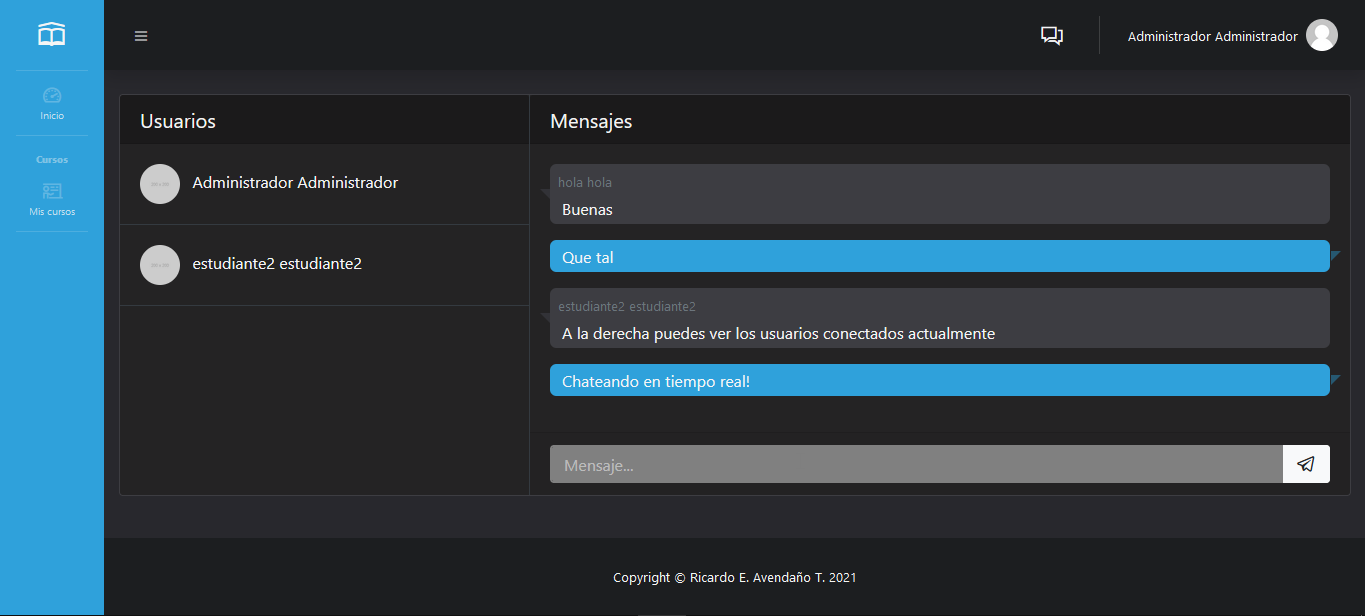 Administrador Administrador
Inicio
Cursos
Mis cursos
Usuarios
Administrador Administrador
estudiante2 estudiante2
Mensajes
hola hola
Buenas
Que tal
estudiante2 estudiante2
A la derecha puedes ver los usuarios conectados actualmente
Chateando en tiempo real!
Mensaje...
Copyright © Ricardo E. Avendaño T. 2021